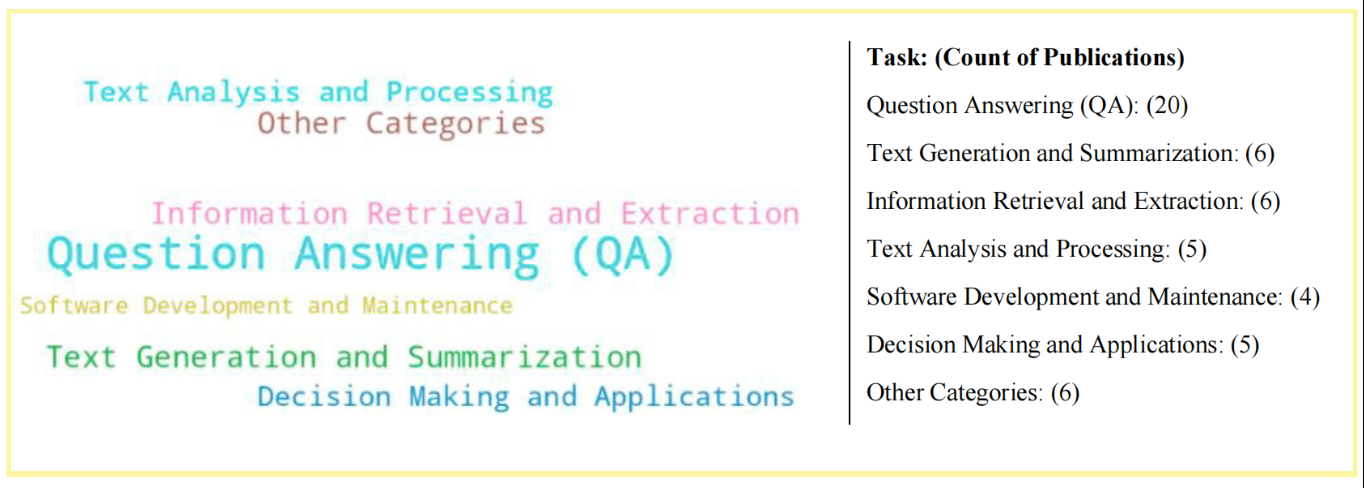 Text Analysis and Processing
Other Categories
Information Retrieval and Extraction
Question Answering (QA)
Software Development and Maintenance
Text Generation and Summarization
Decision Making and Applications
Task: (Count of Publications)
Question Answering (QA): (20)
Text Generation and Summarization: (6)
Information Retrieval and Extraction: (6)
Text Analysis and Processing: (5)
Software Development and Maintenance: (4)
Decision Making and Applications: (5)
Other Categories: (6)